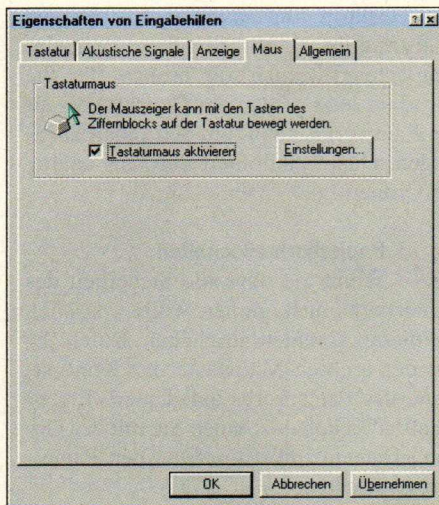 Eigenschaften von Eingabehilfen
Tastatur Akustische Signale Anzeige Maus Allgemein
Tastaturmaus
Der Mauszeiger kann mit den Tasten des
Ziffernblocks auf der Tastatur bewegt werden.
Tastaturmaus aktivieren
Einstellungen...
OK Abbrechen Übernehmen